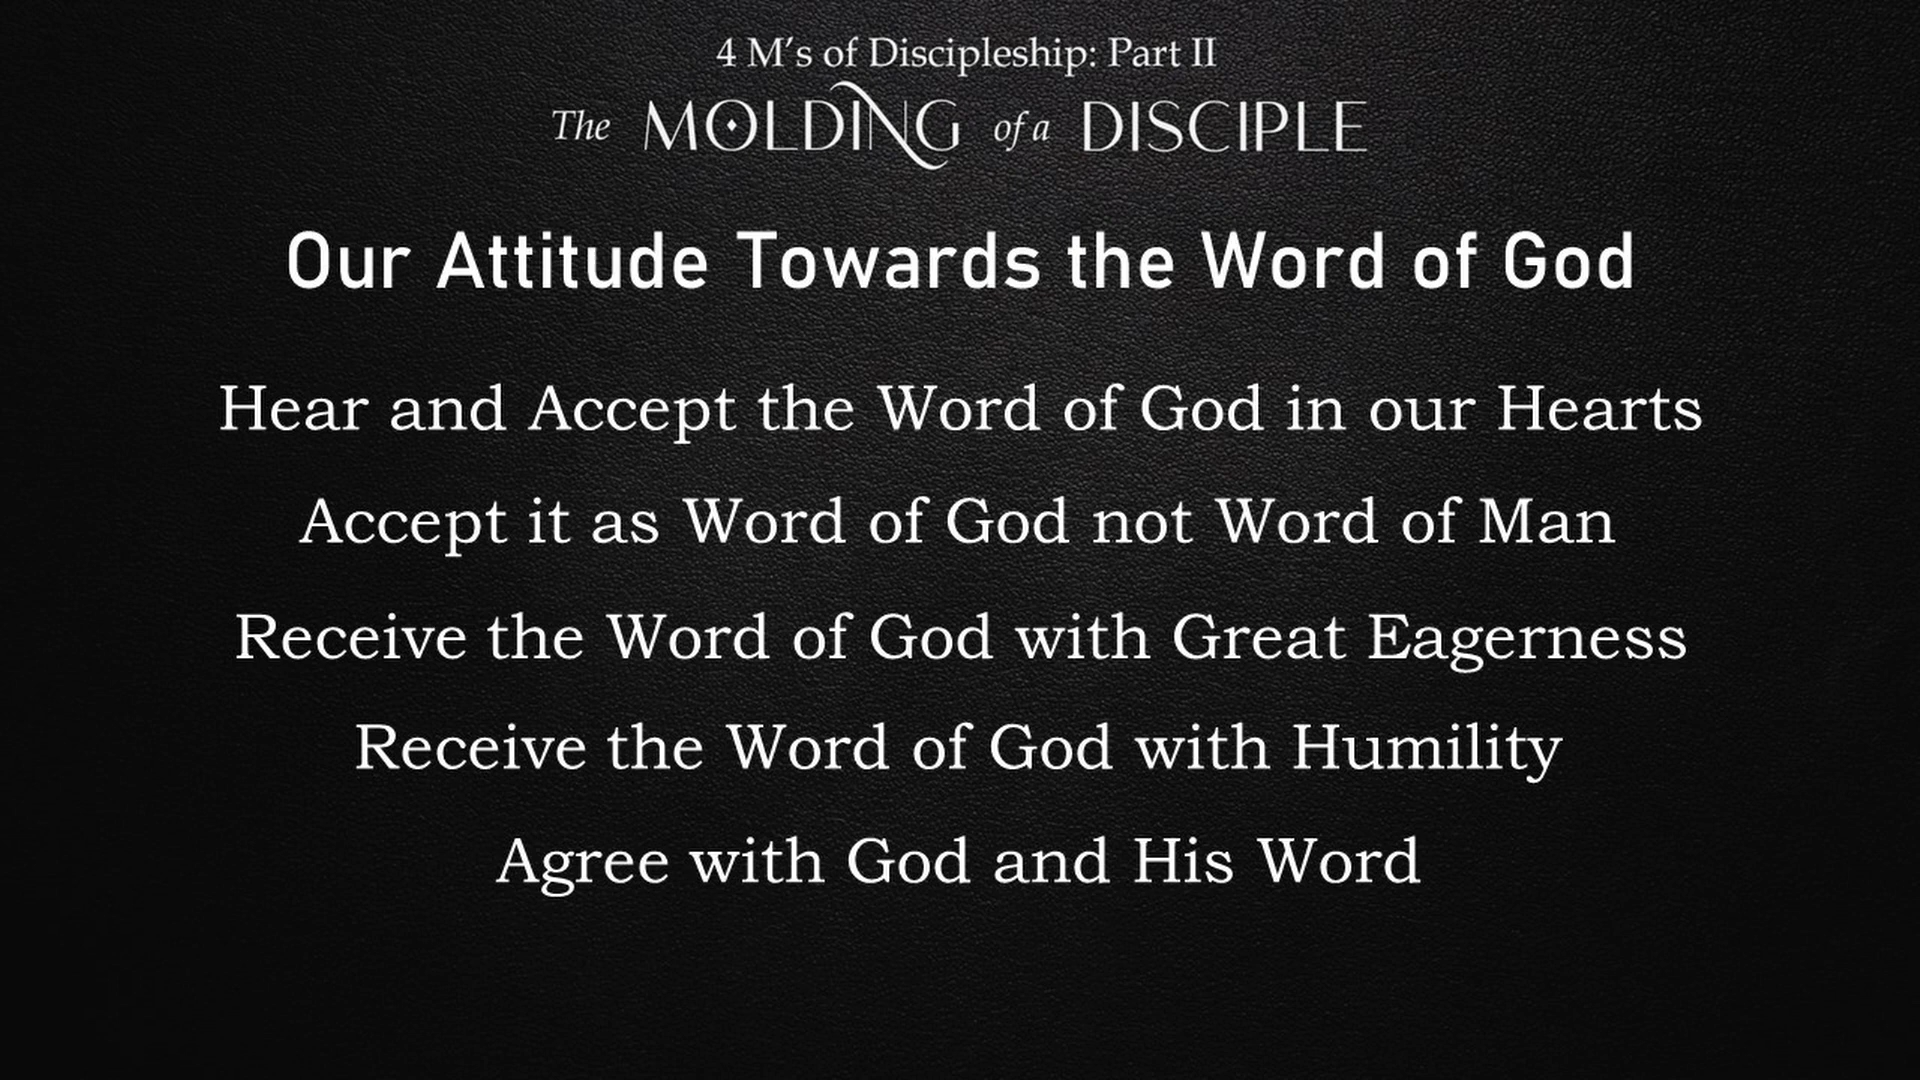 4 M’s of Discipleship: Part II
The MOLDING of a DISCIPLE
Our Attitude Towards the Word of God
Hear and Accept the Word of God in our Hearts
Accept it as Word of God not Word of Man
Receive the Word of God with Great Eagerness
Receive the Word of God with Humility
Agree with God and His Word